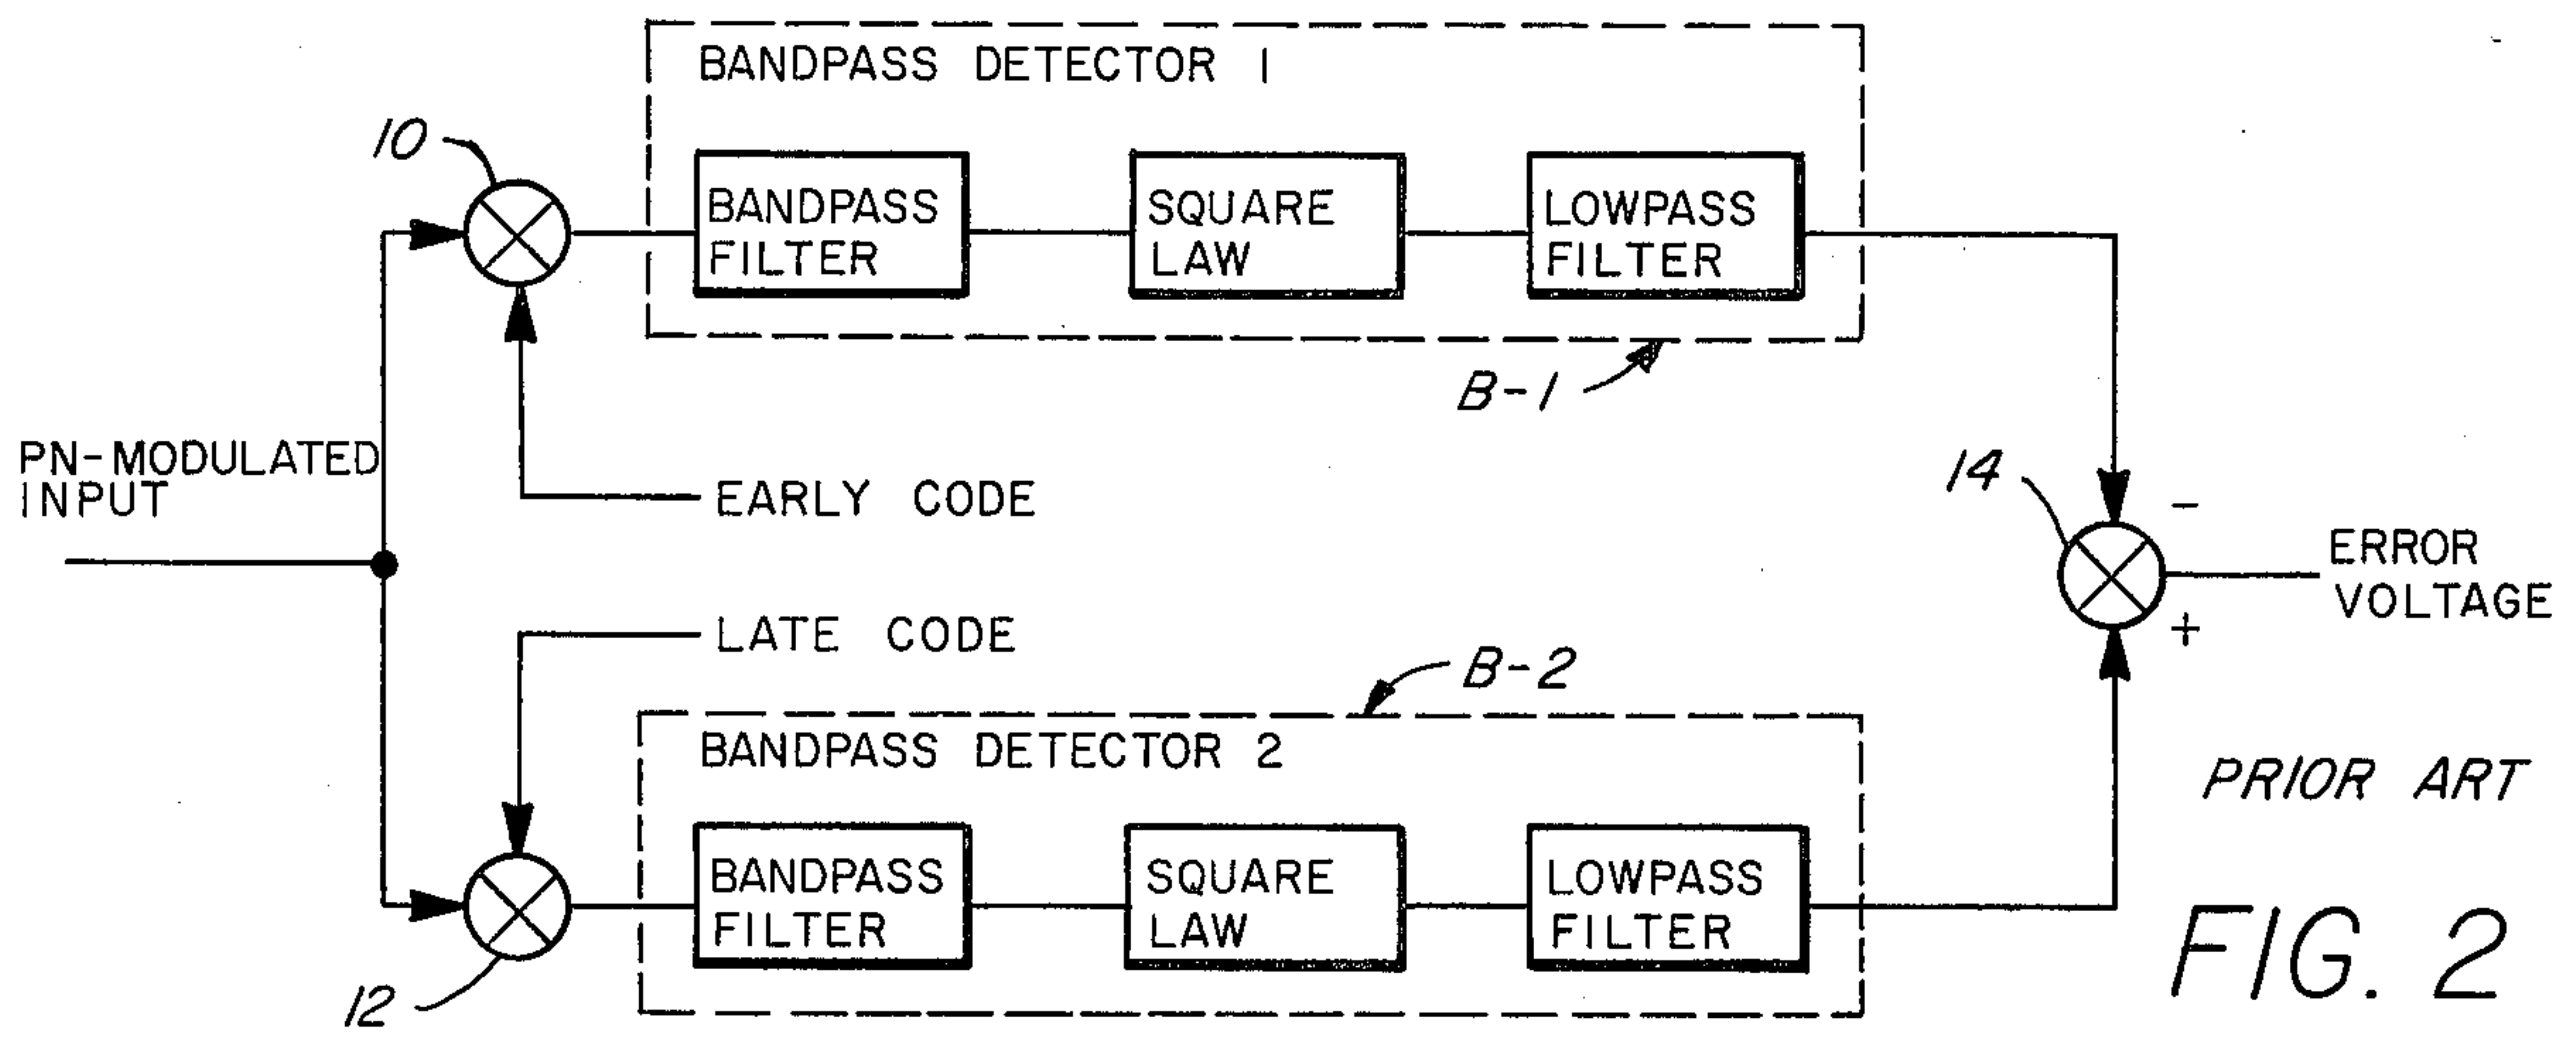 BANDPASS DETECTOR 1
10
BANDPASS
FILTER
SQUARE
LAW
LOWPASS
FILTER
B-1
PN-MODULATED
INPUT
EARLY CODE
14
-
ERROR
VOLTAGE
+
LATE CODE
B-2
BANDPASS DETECTOR 2
BANDPASS
FILTER
SQUARE
LAW
LOWPASS
FILTER
12
PRIOR ART
FIG. 2